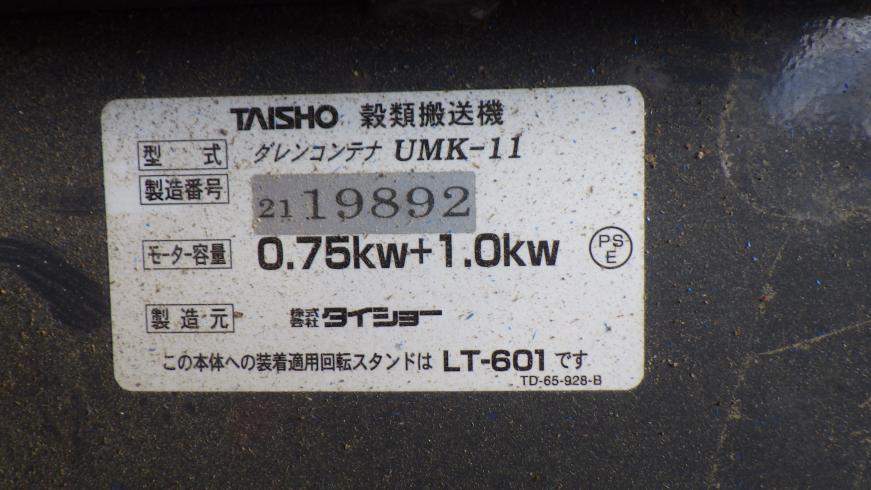 TAISHO 穀類搬送機
型式 ダレンコンテナ UMK-11
製造番号 21 19892
モーター容量 0.75kw+1.0kw PSE
製造元 株式会社 タイショー
この本体への装着適用回転スタンドは LT-601 です
TD-65-928-B